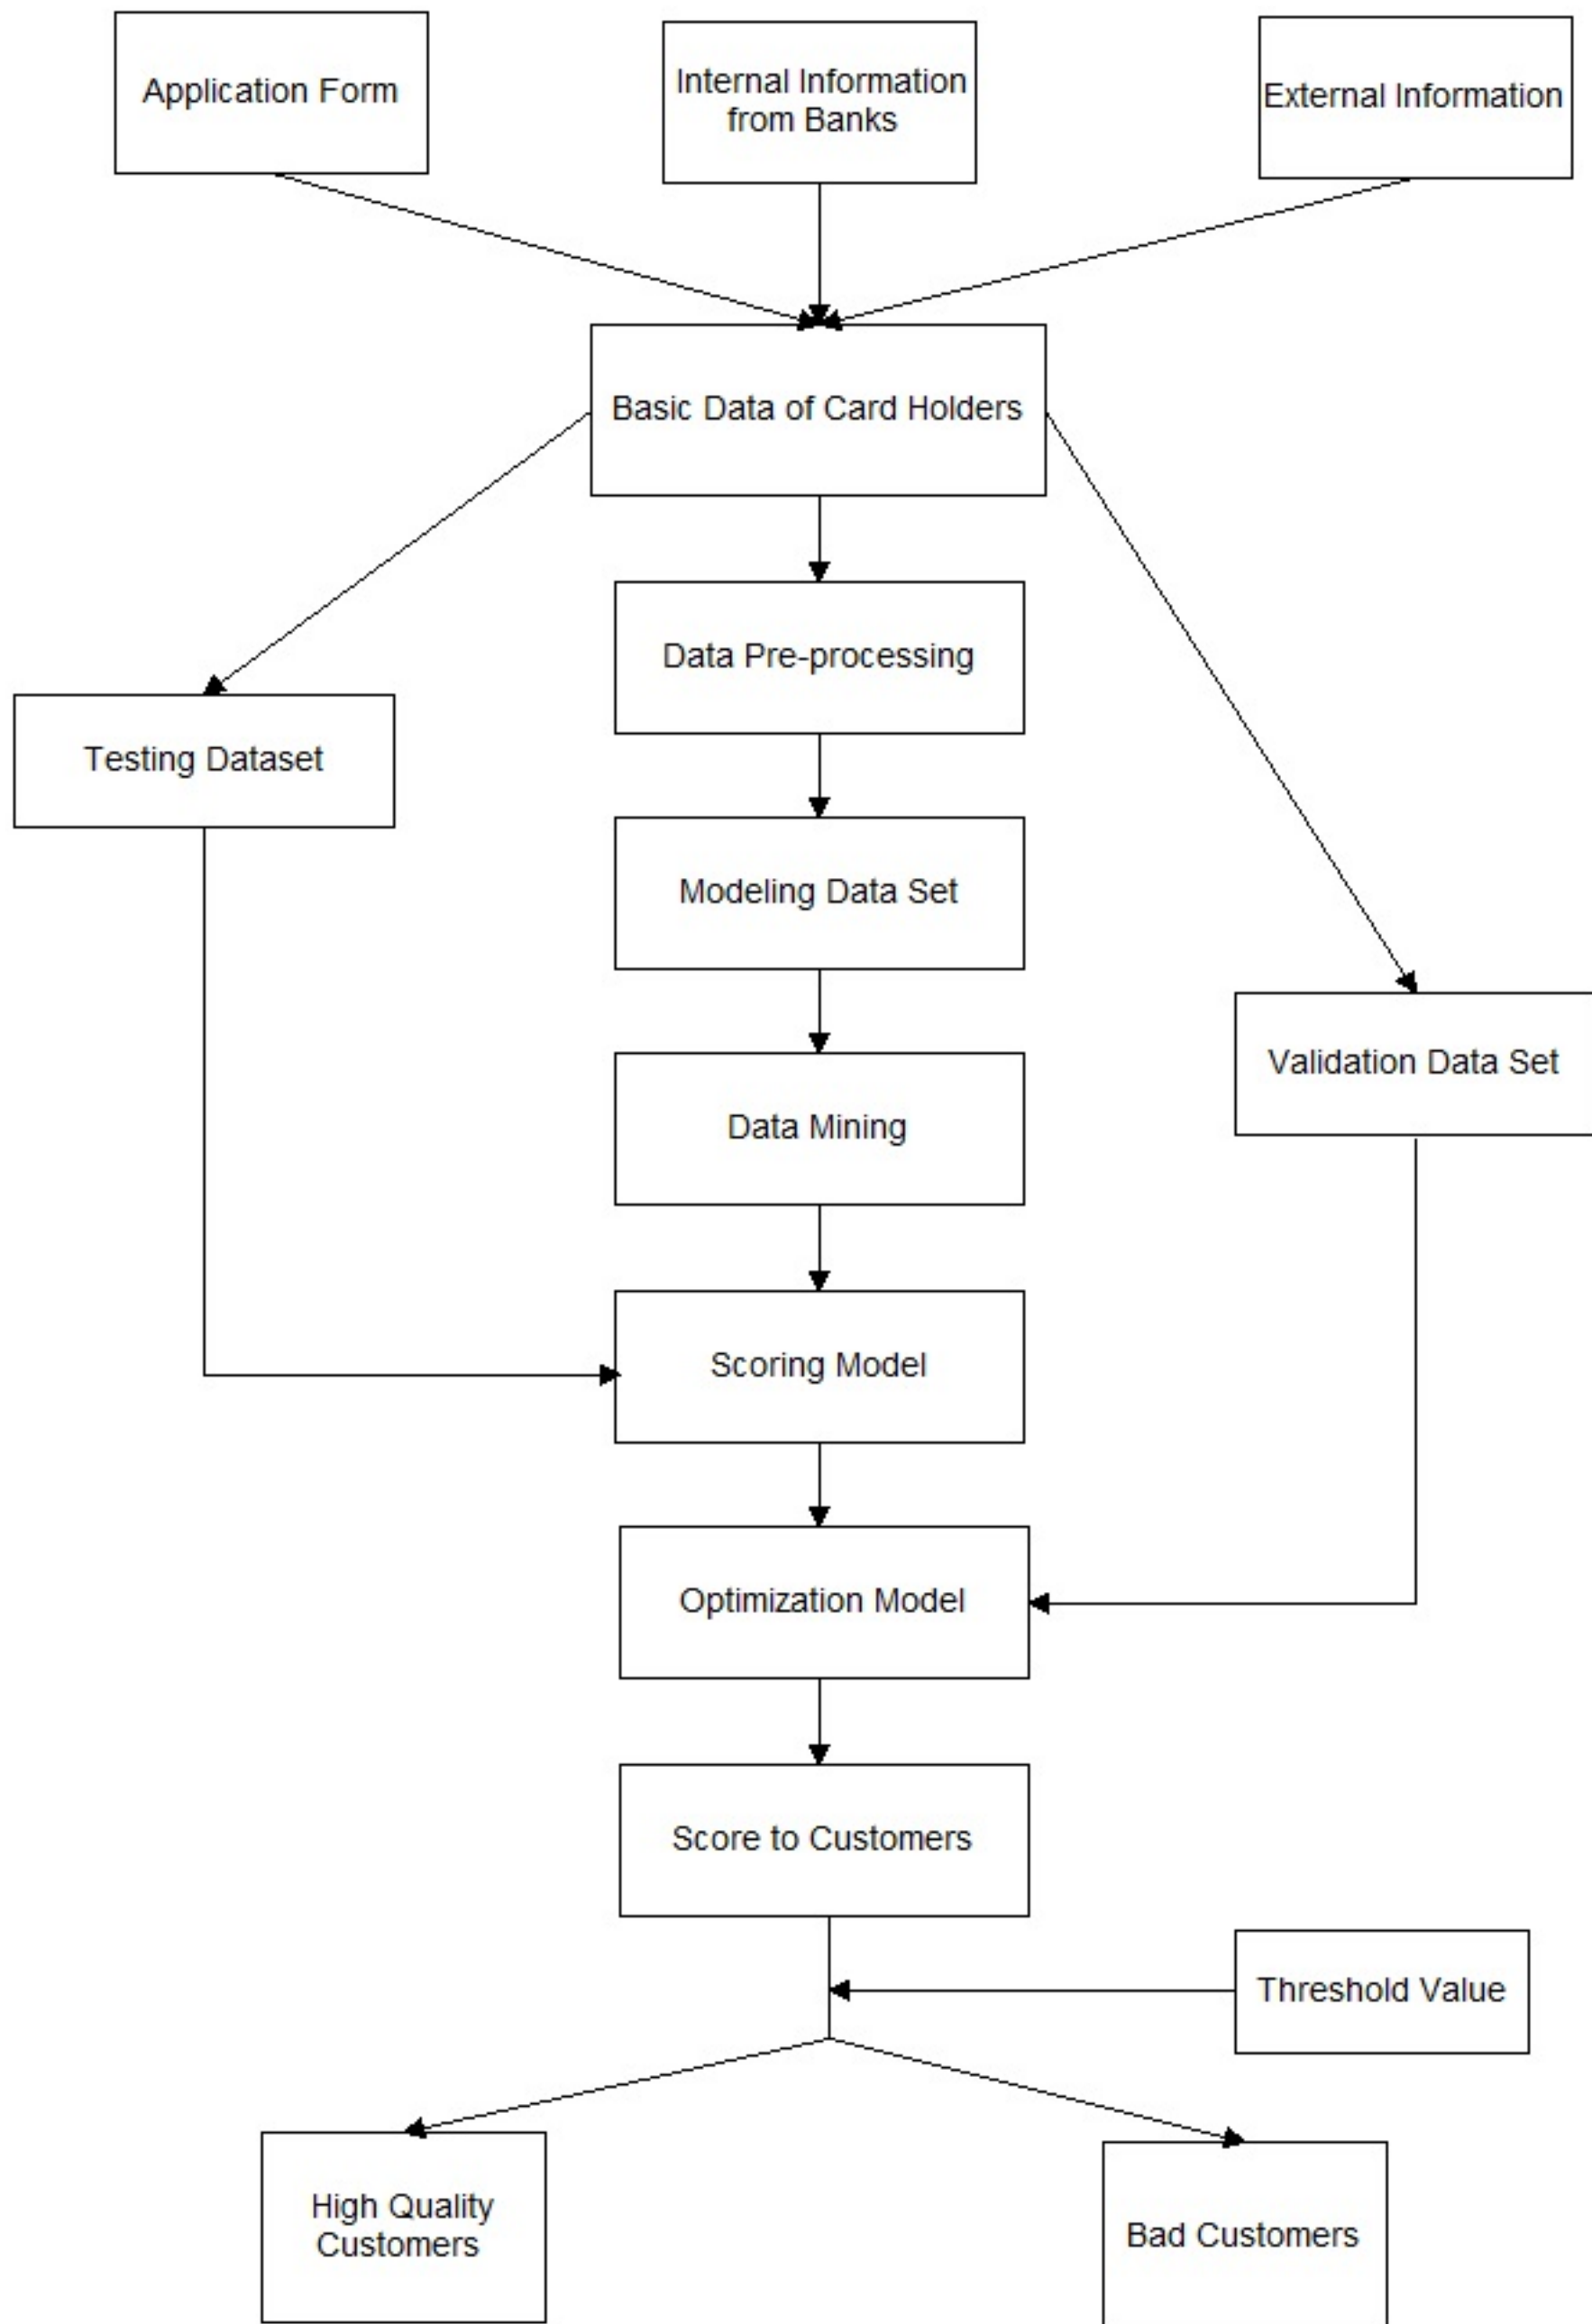 Application Form
Internal Information
from Banks
External Information
Basic Data of Card Holders
Data Pre-processing
Testing Dataset
Modeling Data Set
Validation Data Set
Data Mining
Scoring Model
Optimization Model
Score to Customers
Threshold Value
High Quality
Customers
Bad Customers